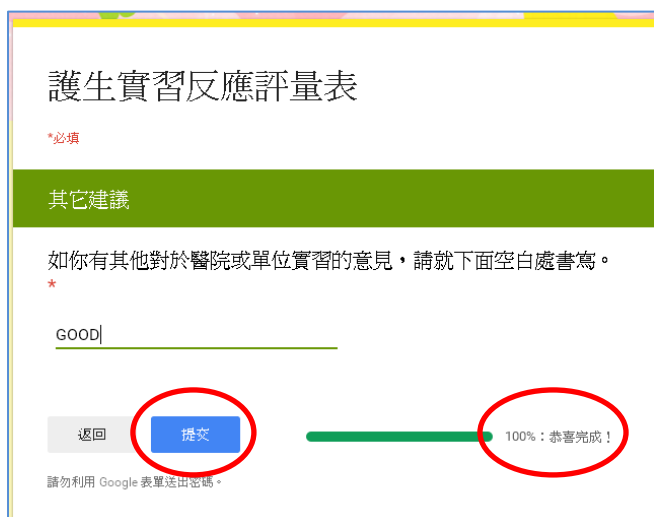 護生實習反應評量表
*必填
其它建議
如你有其他對於醫院或單位實習的意見，請就下面空白處書寫。
*
GOOD
返回 提交 100%：恭喜完成！
請勿利用 Google 表單送出密碼。